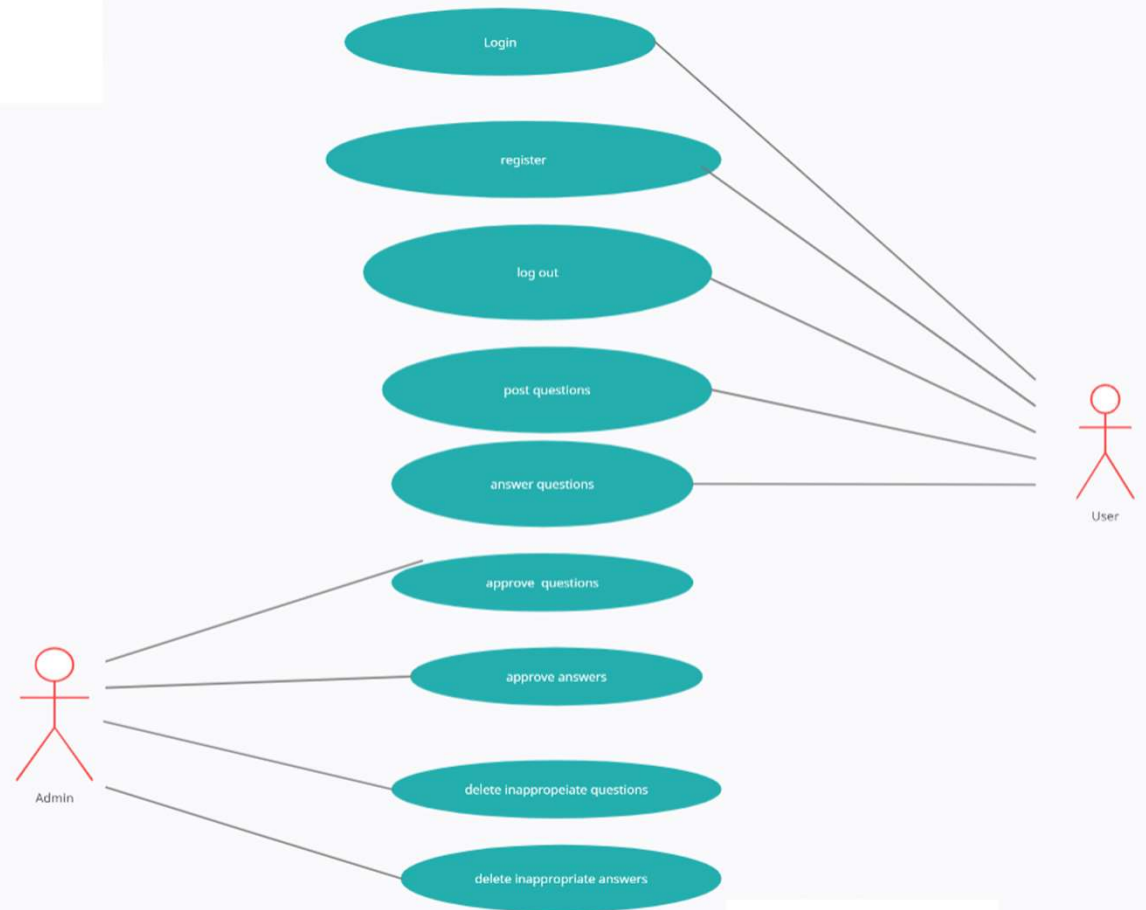 Login
register
log out
post questions
answer questions
User
approve  questions
approve answers
Admin
delete inappropeiate questions
delete inappropriate answers